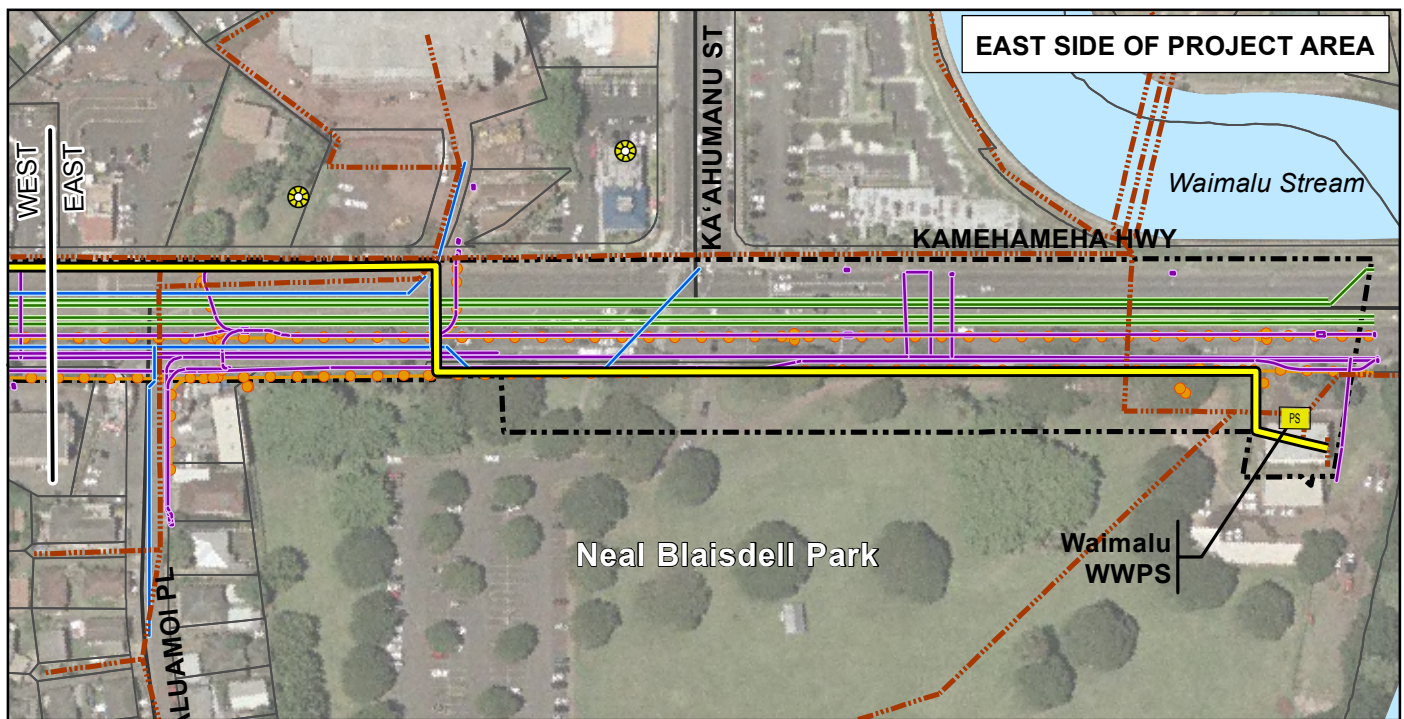 EAST SIDE OF PROJECT AREA
WEST
EAST
KA‘AHUMANU ST
Waimalu Stream
KAMEHAMEHA HWY
PS
Waimalu
WWPS
Neal Blaisdell Park
ALUAMOI PL